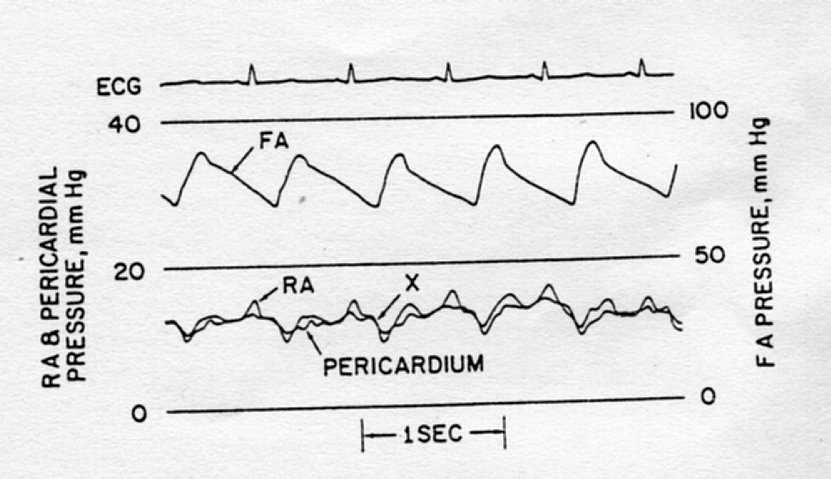 ECG
40
100
FA
RA & PERICARDIAL
PRESSURE, mm Hg
FA PRESSURE, mm Hg
20
50
RA
X
PERICARDIUM
0
0
1 SEC